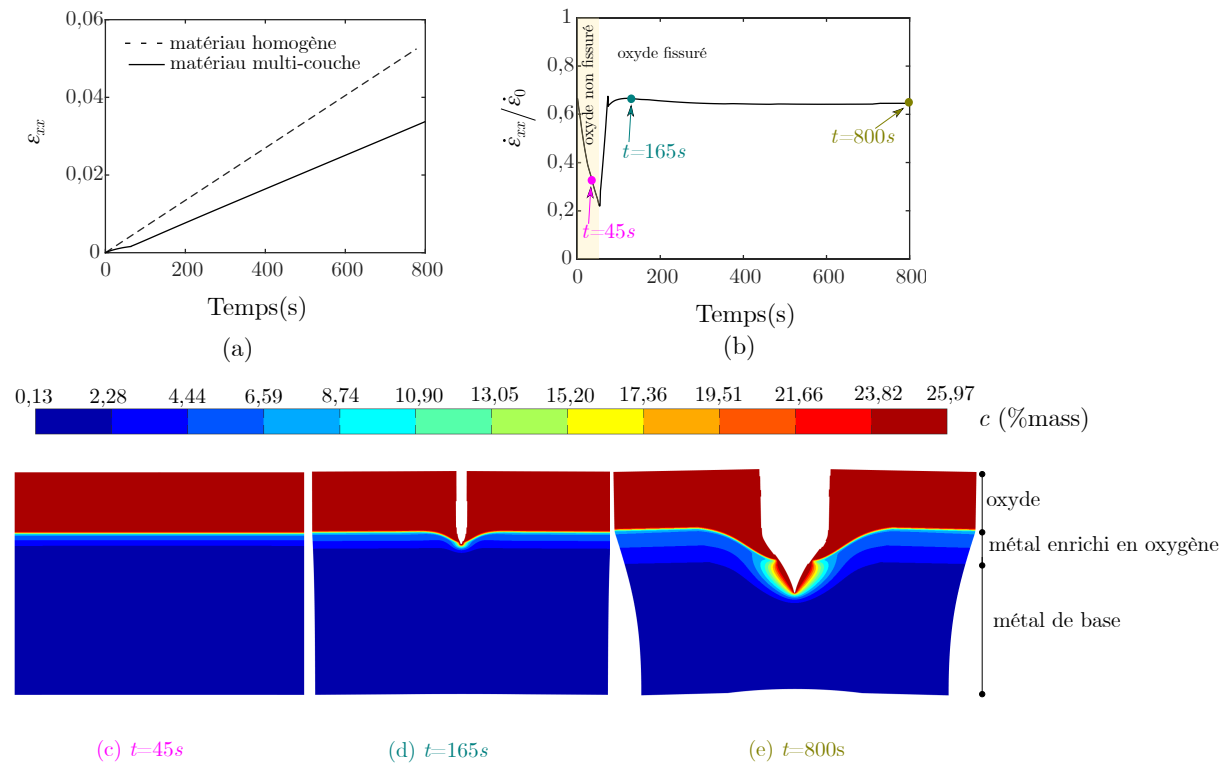 0,06
0,04
0,02
0
ε_xx
matériau homogène
matériau multi-couche
0 200 400 600 800
Temps(s)
(a)
1
0,8
0,6
0,4
0,2
0
ε̇_xx/ε̇_0
oxyde non fissuré
oxyde fissuré
t=165s
t=800s
t=45s
0 200 400 600 800
Temps(s)
(b)
0,13 2,28 4,44 6,59 8,74 10,90 13,05 15,20 17,36 19,51 21,66 23,82 25,97
c (%mass)
oxyde
métal enrichi en oxygène
métal de base
(c) t=45s
(d) t=165s
(e) t=800s